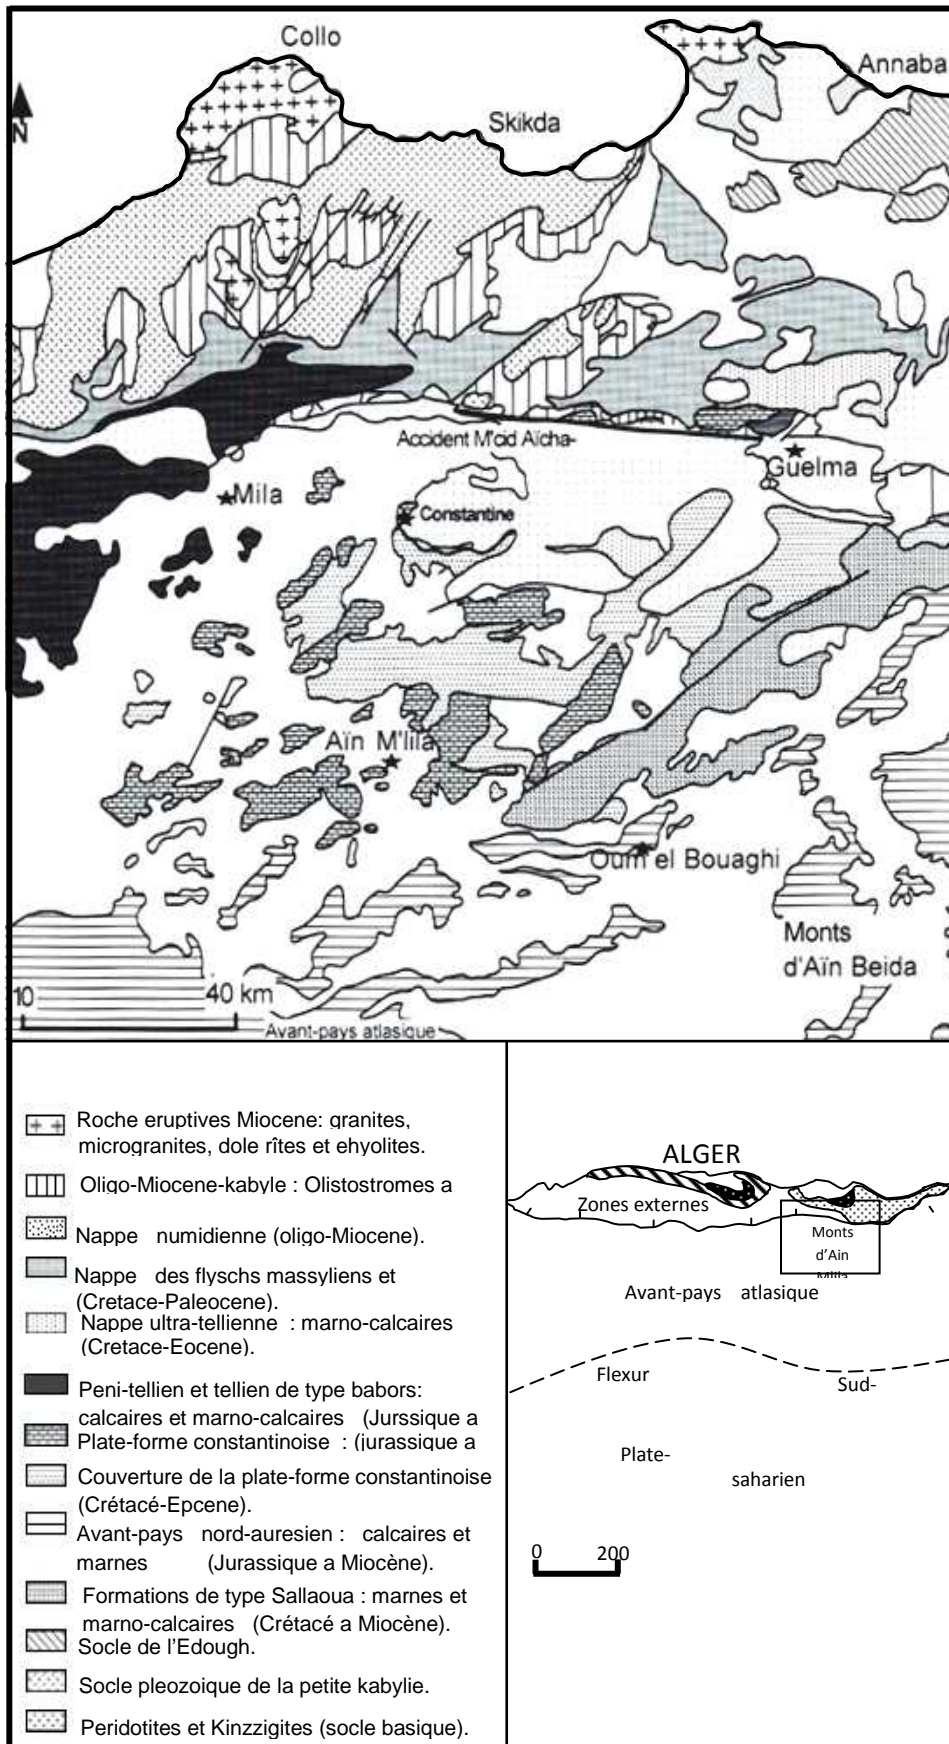 Collo
Annaba
N
Skikda
Accident M'cid Aïcha-
Guelma
Mila
Constantine
Aïn M'lila
Oum el Bouaghi
Monts
d'Aïn Beida
10 40 km
Avant-pays atlasique
Roche eruptives Miocene: granites,
microgranites, dole rîtes et ehyolites.
Oligo-Miocene-kabyle : Olistostromes a
Nappe numidienne (oligo-Miocene).
Nappe des flyschs massyliens et
(Cretace-Paleocene).
Nappe ultra-tellienne : marno-calcaires
(Cretace-Eocene).
Peni-tellien et tellien de type babors:
calcaires et marno-calcaires (Jurssique a
Plate-forme constantinoise : (jurassique a
Couverture de la plate-forme constantinoise
(Crétacé-Epcene).
Avant-pays nord-auresien : calcaires et
marnes (Jurassique a Miocène).
Formations de type Sallaoua : marnes et
marno-calcaires (Crétacé a Miocène).
Socle de l'Edough.
Socle pleozoique de la petite kabylie.
Peridotites et Kinzzigites (socle basique).
ALGER
Zones externes
Monts
d'Ain
Avant-pays atlasique
Flexur
Sud-
Plate-
saharien
0 200